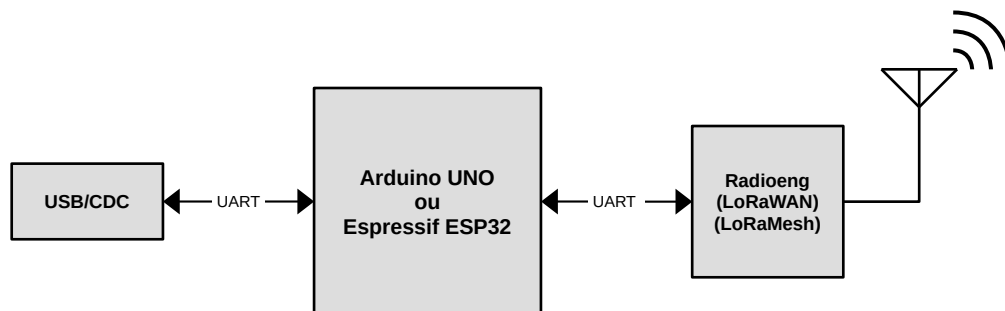 USB/CDC
UART
Arduino UNO
ou
Espressif ESP32
UART
Radioeng
(LoRaWAN)
(LoRaMesh)